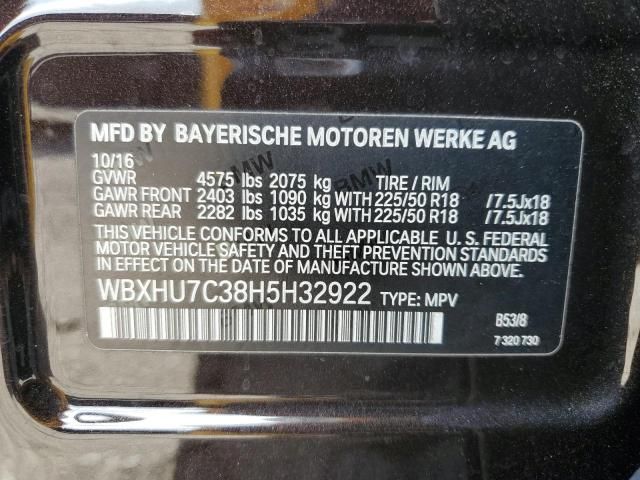 MFD BY BAYERISCHE MOTOREN WERKE AG
10/16
GVWR 4575 lbs 2075 kg TIRE / RIM
GAWR FRONT 2403 lbs 1090 kg WITH 225/50 R18 /7.5Jx18
GAWR REAR 2282 lbs 1035 kg WITH 225/50 R18 /7.5Jx18
THIS VEHICLE CONFORMS TO ALL APPLICABLE U. S. FEDERAL
MOTOR VEHICLE SAFETY AND THEFT PREVENTION STANDARDS
IN EFFECT ON THE DATE OF MANUFACTURE SHOWN ABOVE.
WBXHU7C38H5H32922 TYPE: MPV
B53/8
7 320 730